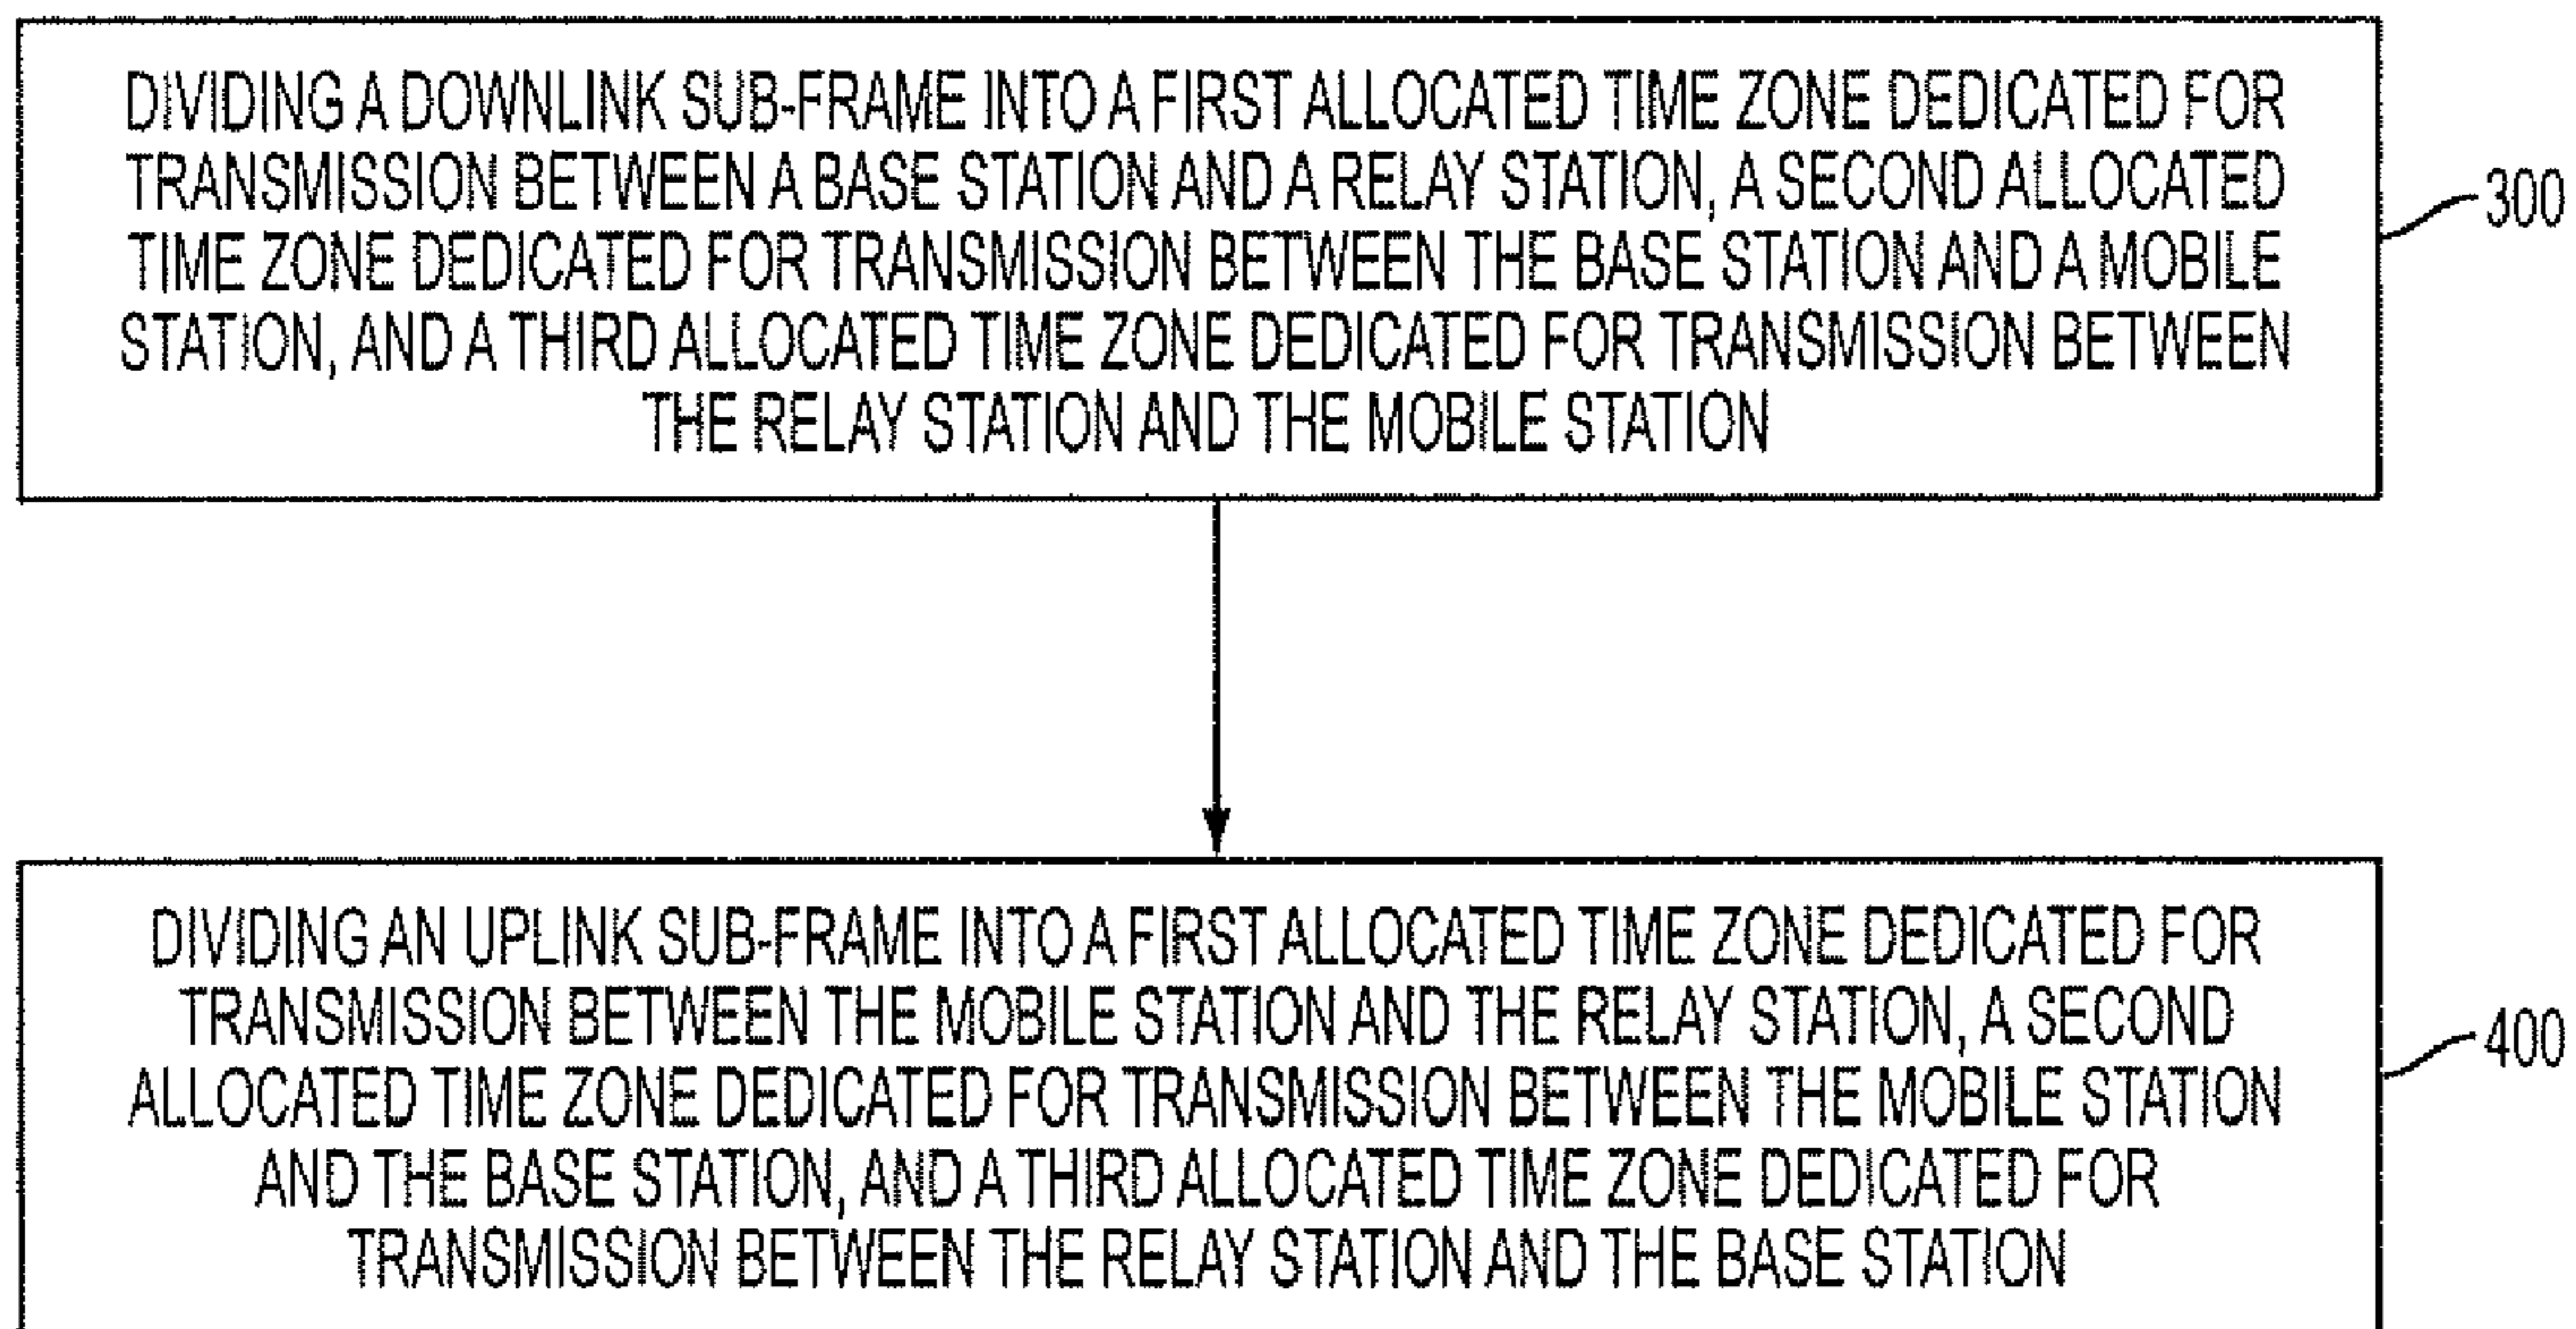 DIVIDING A DOWNLINK SUB-FRAME INTO A FIRST ALLOCATED TIME ZONE DEDICATED FOR
TRANSMISSION BETWEEN A BASE STATION AND A RELAY STATION, A SECOND ALLOCATED
TIME ZONE DEDICATED FOR TRANSMISSION BETWEEN THE BASE STATION AND A MOBILE
STATION, AND A THIRD ALLOCATED TIME ZONE DEDICATED FOR TRANSMISSION BETWEEN
THE RELAY STATION AND THE MOBILE STATION
300
DIVIDING AN UPLINK SUB-FRAME INTO A FIRST ALLOCATED TIME ZONE DEDICATED FOR
TRANSMISSION BETWEEN THE MOBILE STATION AND THE RELAY STATION, A SECOND
ALLOCATED TIME ZONE DEDICATED FOR TRANSMISSION BETWEEN THE MOBILE STATION
AND THE BASE STATION, AND A THIRD ALLOCATED TIME ZONE DEDICATED FOR
TRANSMISSION BETWEEN THE RELAY STATION AND THE BASE STATION
400